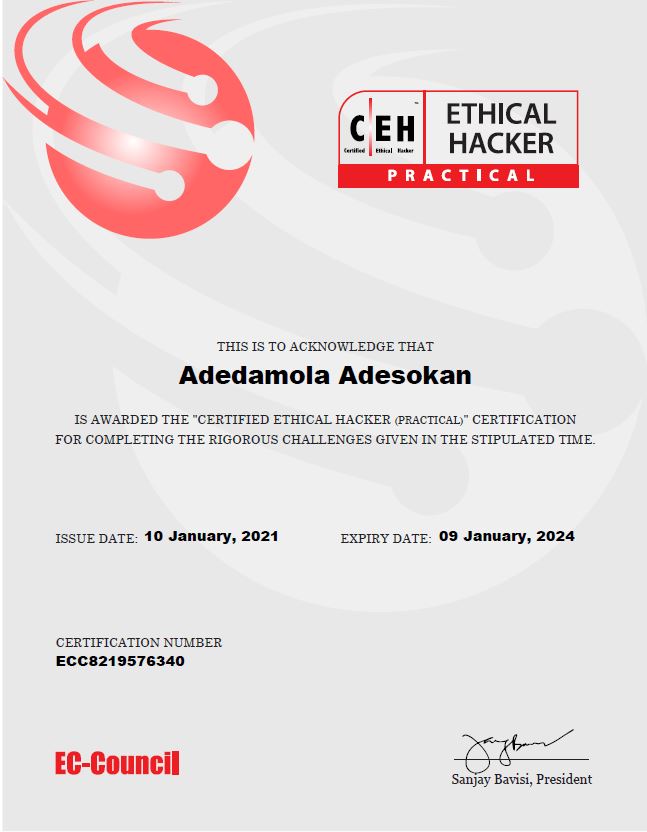 CEH™
Certified Ethical Hacker
ETHICAL
HACKER
PRACTICAL
THIS IS TO ACKNOWLEDGE THAT
Adedamola Adesokan
IS AWARDED THE "CERTIFIED ETHICAL HACKER (PRACTICAL)" CERTIFICATION
FOR COMPLETING THE RIGOROUS CHALLENGES GIVEN IN THE STIPULATED TIME.
ISSUE DATE: 10 January, 2021 EXPIRY DATE: 09 January, 2024
CERTIFICATION NUMBER
ECC8219576340
EC-Council
Sanjay Bavisi, President